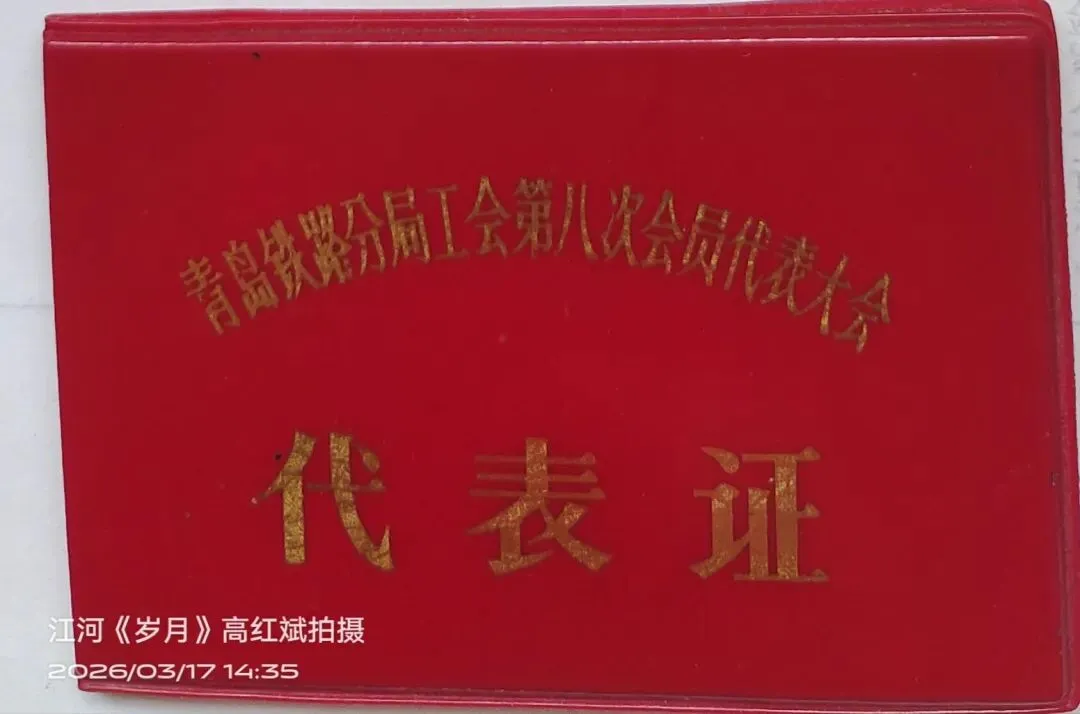 青岛铁路分局工会第八次会员代表大会
代表证
江河《岁月》高红斌拍摄
2026/03/17 14:35